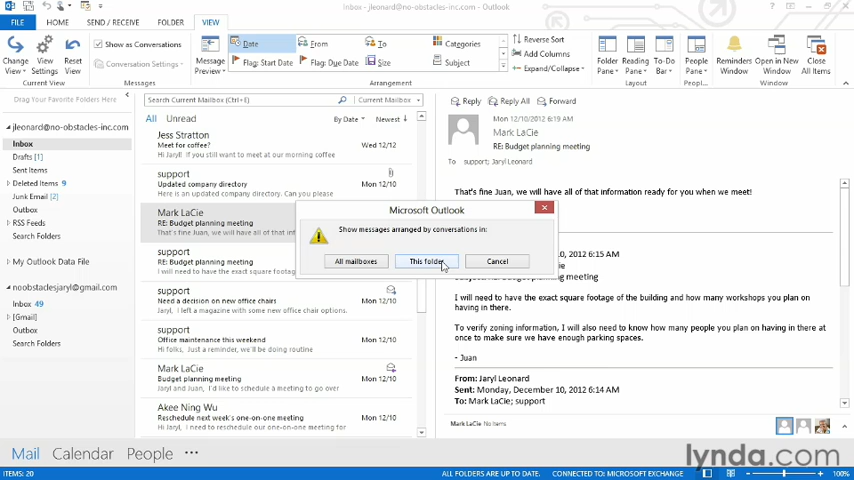 Inbox - jleonard@no-obstacles-inc.com - Outlook
FILE HOME SEND / RECEIVE FOLDER VIEW
Change View
View Settings
Reset View
Current View
Show as Conversations
Conversation Settings
Messages
Message Preview
Date From To Categories
Flag: Start Date Flag: Due Date Size Subject
Arrangement
Reverse Sort
Add Columns
Expand/Collapse
Folder Pane
Reading Pane
To-Do Bar
Layout
People Pane
Peopl...
Reminders Window
Open in New Window
Close All Items
Window
Drag Your Favorite Folders Here
jleonard@no-obstacles-inc.com
Inbox
Drafts [1]
Sent Items
Deleted Items 9
Junk Email [2]
Outbox
RSS Feeds
Search Folders
My Outlook Data File
noobstaclesjaryl@gmail.com
Inbox 49
[Gmail]
Outbox
Search Folders
Search Current Mailbox (Ctrl+E) Current Mailbox
All Unread By Date Newest
Jess Stratton
Meet for coffee? Wed 12/12
Hi Jaryl! If you still want to meet at our morning coffee
support
Updated company directory Mon 12/10
Here is an updated company directory. Can you please
Mark LaCie
RE: Budget planning meeting
That's fine Juan, we will have all of that
support
RE: Budget planning meeting
I will need to have the exact square footage
support
Need a decision on new office chairs Mon 12/10
Jaryl, I left a magazine with some new office chair options.
support
Office maintenance this weekend Mon 12/10
Hi folks, Just a reminder, we'll be doing routine
Mark LaCie
Budget planning meeting Mon 12/10
Jaryl and Juan, I'd like to schedule a meeting to go over
Akee Ning Wu
Reschedule next week's one-on-one meeting Mon 12/10
Jaryl, I need to reschedule our one-on-one meeting
Reply Reply All Forward
Mon 12/10/2012 6:19 AM
Mark LaCie
RE: Budget planning meeting
To support; Jaryl Leonard
That's fine Juan, we will have all of that information ready for you when we meet!
Microsoft Outlook
Show messages arranged by conversations in:
All mailboxes This folder Cancel
I will need to have the exact square footage of the building and how many workshops you plan on
having in there.
To verify zoning information, I will also need to know how many people you plan on having in there at
once to make sure we have enough parking spaces.
- Juan
From: Jaryl Leonard
Sent: Monday, December 10, 2012 6:14 AM
To: Mark LaCie; support
Mark LaCie No Items
Mail Calendar People •••
lynda.com
ITEMS: 20 ALL FOLDERS ARE UP TO DATE. CONNECTED TO: MICROSOFT EXCHANGE 100%